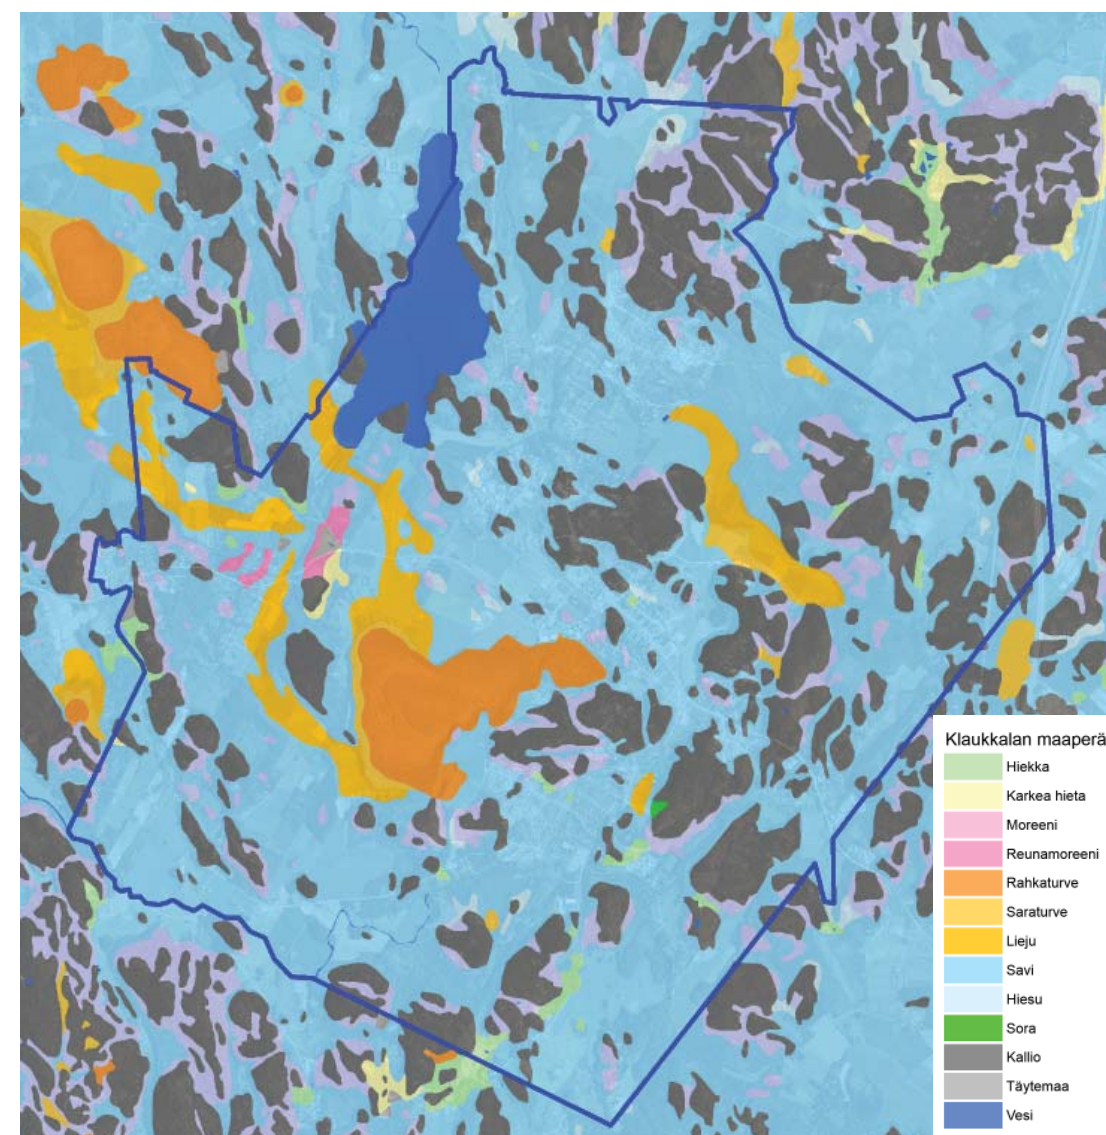 Klaukkalan maaperä
Hiekka
Karkea hieta
Moreeni
Reunamoreeni
Rahkaturve
Saraturve
Lieju
Savi
Hiesu
Sora
Kallio
Täytemaa
Vesi